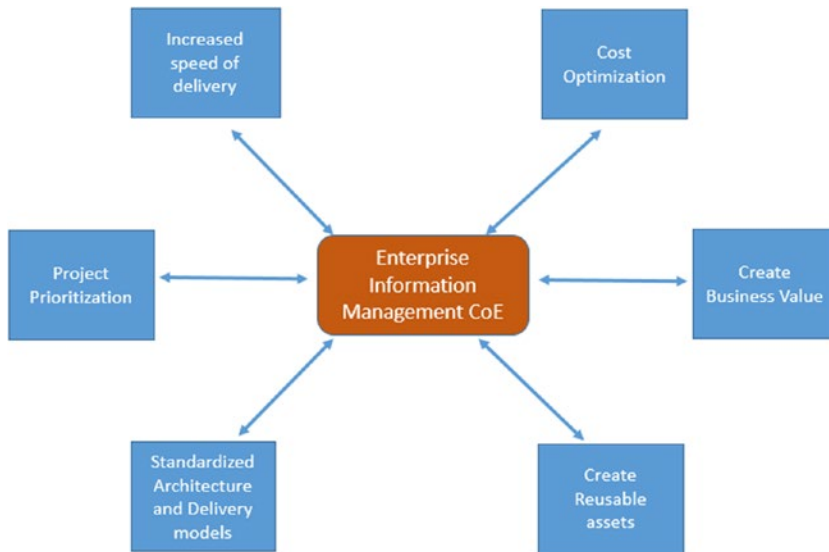 Increased
speed of
delivery
Cost
Optimization
Project
Prioritization
Enterprise
Information
Management CoE
Create
Business Value
Standardized
Architecture
and Delivery
models
Create
Reusable
assets